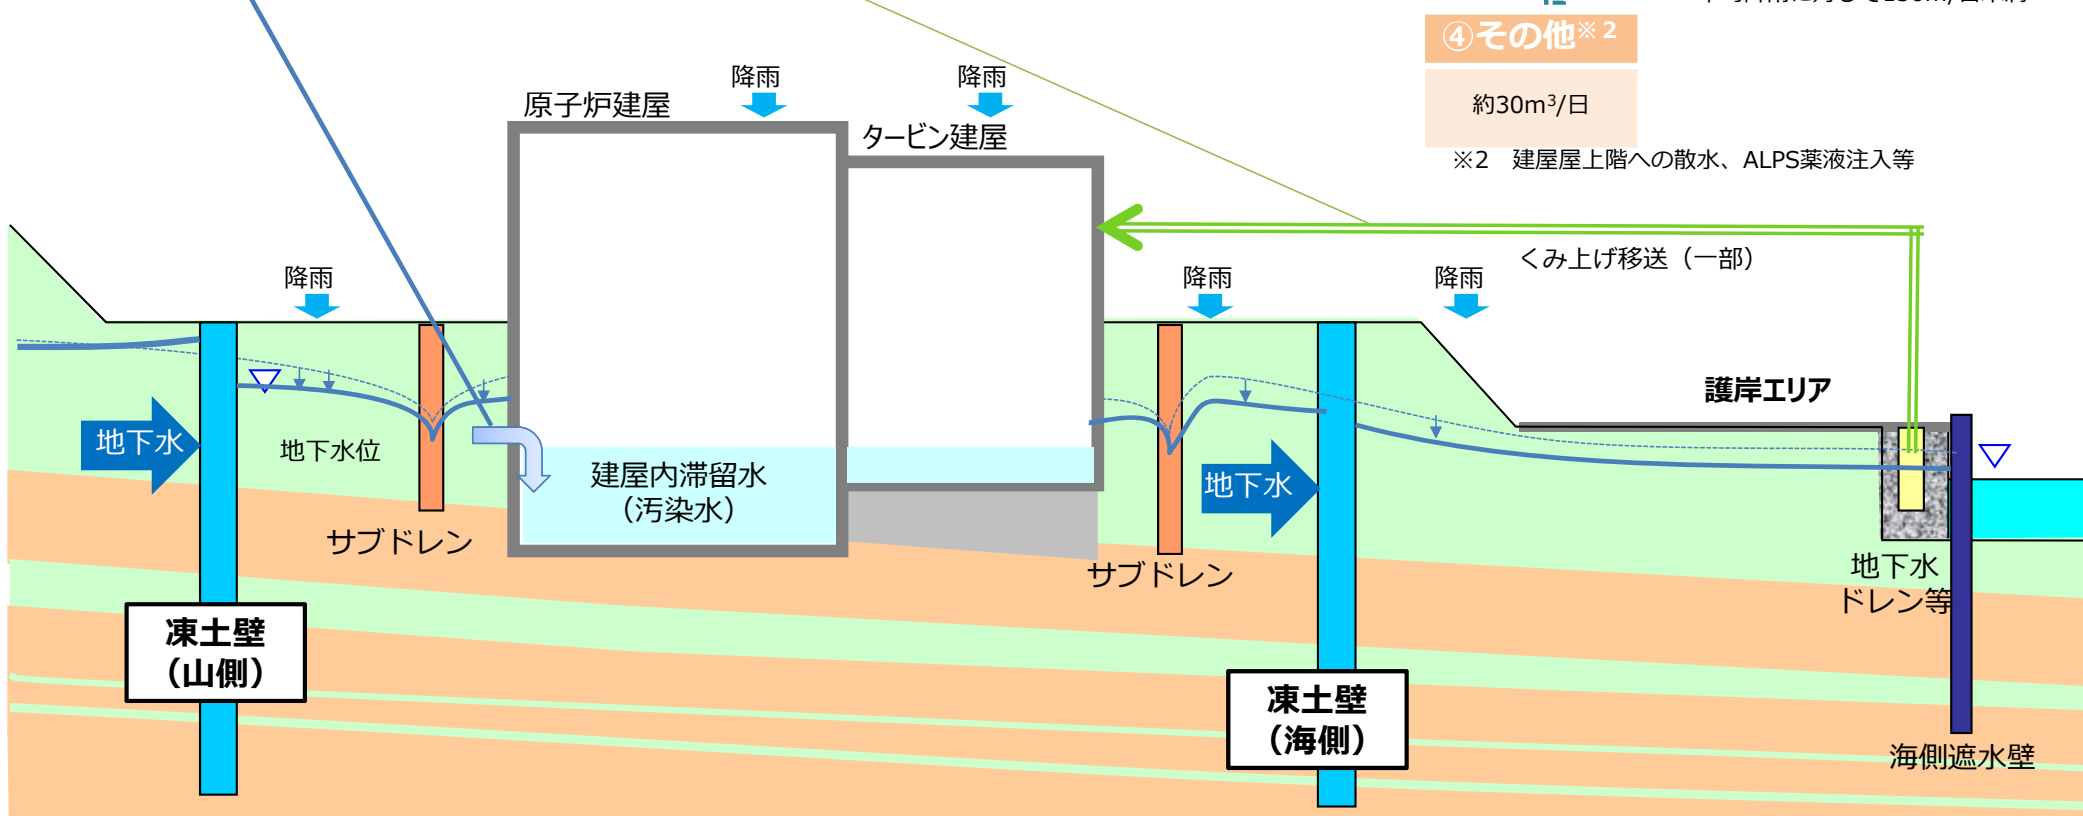 ④その他※2
約30m³/日
※2　建屋屋上階への散水、ALPS薬液注入等
降雨
降雨
原子炉建屋
タービン建屋
くみ上げ移送（一部）
降雨
降雨
降雨
護岸エリア
地下水
地下水位
建屋内滞留水
（汚染水）
地下水
サブドレン
サブドレン
地下水
ドレン等
凍土壁
（山側）
凍土壁
（海側）
海側遮水壁